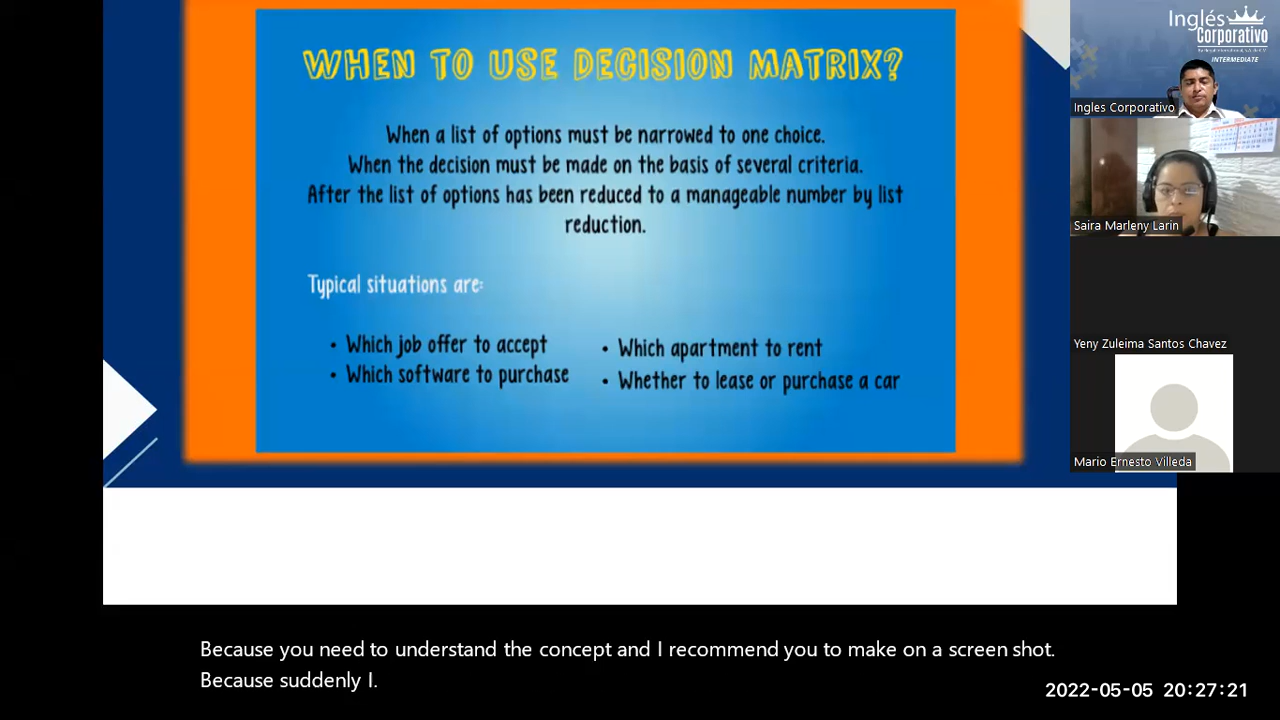 WHEN TO USE DECISION MATRIX?
When a list of options must be narrowed to one choice.
When the decision must be made on the basis of several criteria.
After the list of options has been reduced to a manageable number by list
reduction.
Typical situations are:
• Which job offer to accept
• Which software to purchase
• Which apartment to rent
• Whether to lease or purchase a car
Inglés
Corporativo
INTERMEDIATE
Ingles Corporativo
Saira Marleny Larin
Yeny Zuleima Santos Chavez
Mario Ernesto Villeda
Because you need to understand the concept and I recommend you to make on a screen shot.
Because suddenly I.
2022-05-05 20:27:21